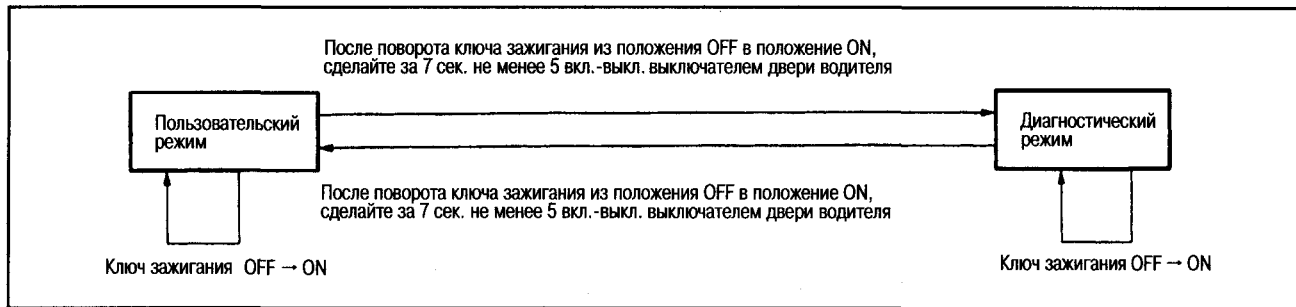 После поворота ключа зажигания из положения OFF в положение ON,
сделайте за 7 сек. не менее 5 вкл.-выкл. выключателем двери водителя
Пользовательский
режим
Диагностический
режим
После поворота ключа зажигания из положения OFF в положение ON,
сделайте за 7 сек. не менее 5 вкл.-выкл. выключателем двери водителя
Ключ зажигания OFF → ON
Ключ зажигания OFF → ON